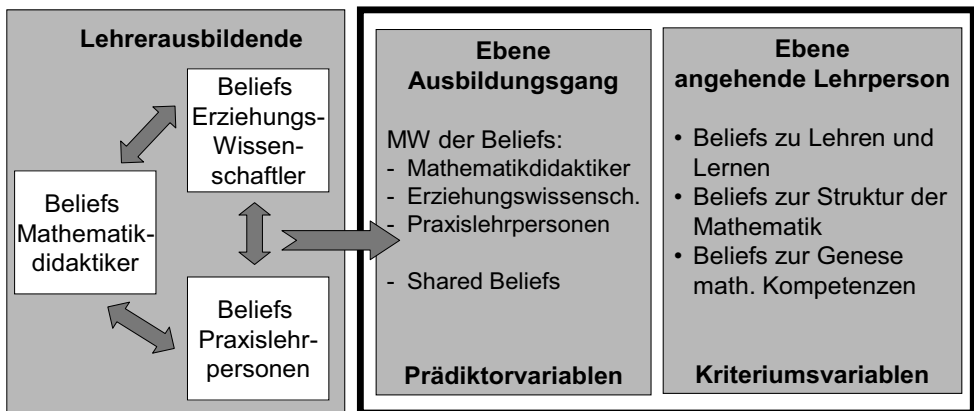 Lehrerausbildende
Beliefs
Erziehungs-
Wissen-
schaftler
Beliefs
Mathematik-
didaktiker
Beliefs
Praxislehr-
personen
Ebene
Ausbildungsgang
MW der Beliefs:
- Mathematikdidaktiker
- Erziehungswissensch.
- Praxislehrpersonen
- Shared Beliefs
Prädiktorvariablen
Ebene
angehende Lehrperson
• Beliefs zu Lehren und
Lernen
• Beliefs zur Struktur der
Mathematik
• Beliefs zur Genese
math. Kompetenzen
Kriteriumsvariablen